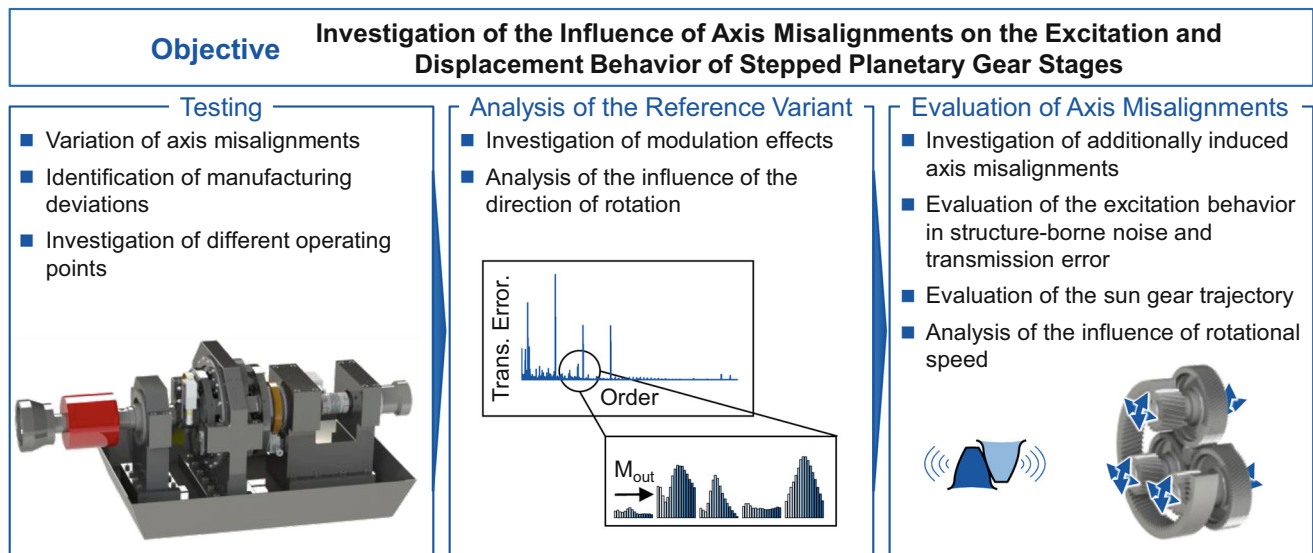 Objective
Investigation of the Influence of Axis Misalignments on the Excitation and
Displacement Behavior of Stepped Planetary Gear Stages
Testing
■ Variation of axis misalignments
■ Identification of manufacturing
deviations
■ Investigation of different operating
points
Analysis of the Reference Variant
■ Investigation of modulation effects
■ Analysis of the influence of the
direction of rotation
Trans. Error.
Order
M_out
Evaluation of Axis Misalignments
■ Investigation of additionally induced
axis misalignments
■ Evaluation of the excitation behavior
in structure-borne noise and
transmission error
■ Evaluation of the sun gear trajectory
■ Analysis of the influence of rotational
speed